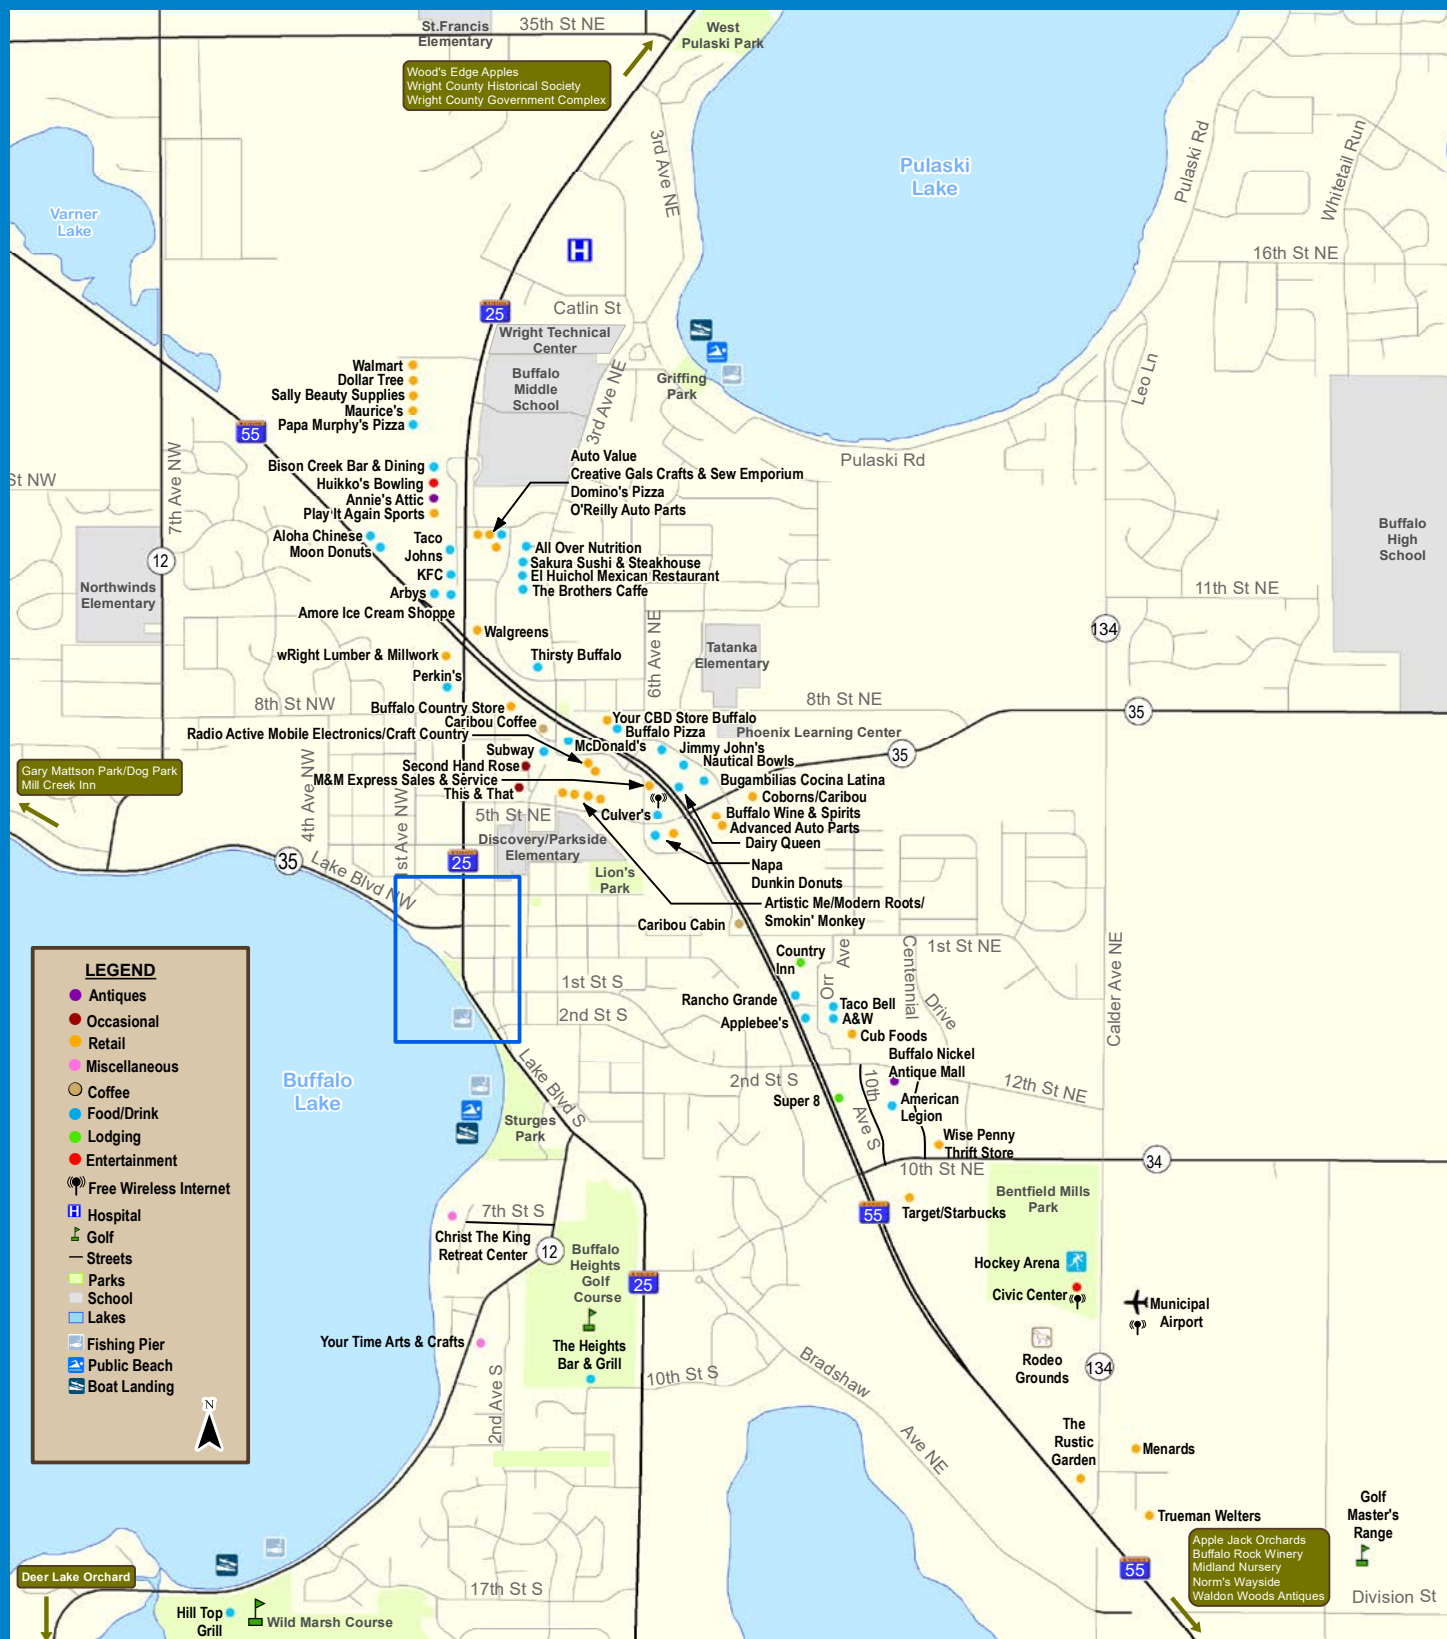 St.Francis
Elementary
35th St NE
West
Pulaski Park
Wood's Edge Apples
Wright County Historical Society
Wright County Government Complex
3rd Ave NE
Pulaski
Lake
Pulaski Rd
Whitetail Run
16th St NE
Varner
Lake
H
Catlin St
25
Wright Technical
Center
Buffalo
Middle
School
3rd Ave NE
Griffing
Park
Leo Ln
Walmart
Dollar Tree
Sally Beauty Supplies
Maurice's
Papa Murphy's Pizza
55
7th Ave NW
St NW
Pulaski Rd
Bison Creek Bar & Dining
Huikko's Bowling
Annie's Attic
Play It Again Sports
Auto Value
Creative Gals Crafts & Sew Emporium
Domino's Pizza
O'Reilly Auto Parts
Aloha Chinese
Moon Donuts
Taco
Johns
KFC
Arbys
Amore Ice Cream Shoppe
All Over Nutrition
Sakura Sushi & Steakhouse
El Huichol Mexican Restaurant
The Brothers Caffe
Buffalo
High
School
12
Northwinds
Elementary
11th St NE
134
Walgreens
6th Ave NE
Tatanka
Elementary
wRight Lumber & Millwork
Thirsty Buffalo
Perkin's
8th St NW
8th St NE
35
Buffalo Country Store
Caribou Coffee
Your CBD Store Buffalo
Buffalo Pizza
Phoenix Learning Center
Radio Active Mobile Electronics/Craft Country
McDonald's
Subway
Jimmy John's
Nautical Bowls
35
Second Hand Rose
M&M Express Sales & Service
This & That
Bugambilias Cocina Latina
Coborns/Caribou
Gary Mattson Park/Dog Park
Mill Creek Inn
4th Ave NW
1st Ave NW
5th St NE
Culver's
Buffalo Wine & Spirits
Advanced Auto Parts
Dairy Queen
Discovery/Parkside
Elementary
35
Lake Blvd NW
25
Lion's
Park
Napa
Dunkin Donuts
Artistic Me/Modern Roots/
Smokin' Monkey
Caribou Cabin
1st St NE
Country
Inn
Orr
Ave
Centennial
Drive
Calder Ave NE
1st St S
2nd St S
Rancho Grande
Applebee's
Taco Bell
A&W
Cub Foods
Buffalo Nickel
Antique Mall
LEGEND
Antiques
Occasional
Retail
Miscellaneous
Coffee
Food/Drink
Lodging
Entertainment
Free Wireless Internet
H
Hospital
Golf
Streets
Parks
School
Lakes
Fishing Pier
Public Beach
Boat Landing
N
Buffalo
Lake
Lake Blvd S
2nd St S
Super 8
10th
Ave S
American
Legion
12th St NE
Sturges
Park
Wise Penny
Thrift Store
34
10th St NE
Bentfield Mills
Park
Target/Starbucks
55
7th St S
Christ The King
Retreat Center
12
Buffalo
Heights
Golf
Course
25
Hockey Arena
Civic Center
Municipal
Airport
Your Time Arts & Crafts
The Heights
Bar & Grill
10th St S
Rodeo
Grounds
134
Bradshaw
Ave NE
2nd Ave S
The
Rustic
Garden
Menards
Trueman Welters
Golf
Master's
Range
Apple Jack Orchards
Buffalo Rock Winery
Midland Nursery
Norm's Wayside
Waldon Woods Antiques
55
Division St
Deer Lake Orchard
17th St S
Hill Top
Grill
Wild Marsh Course